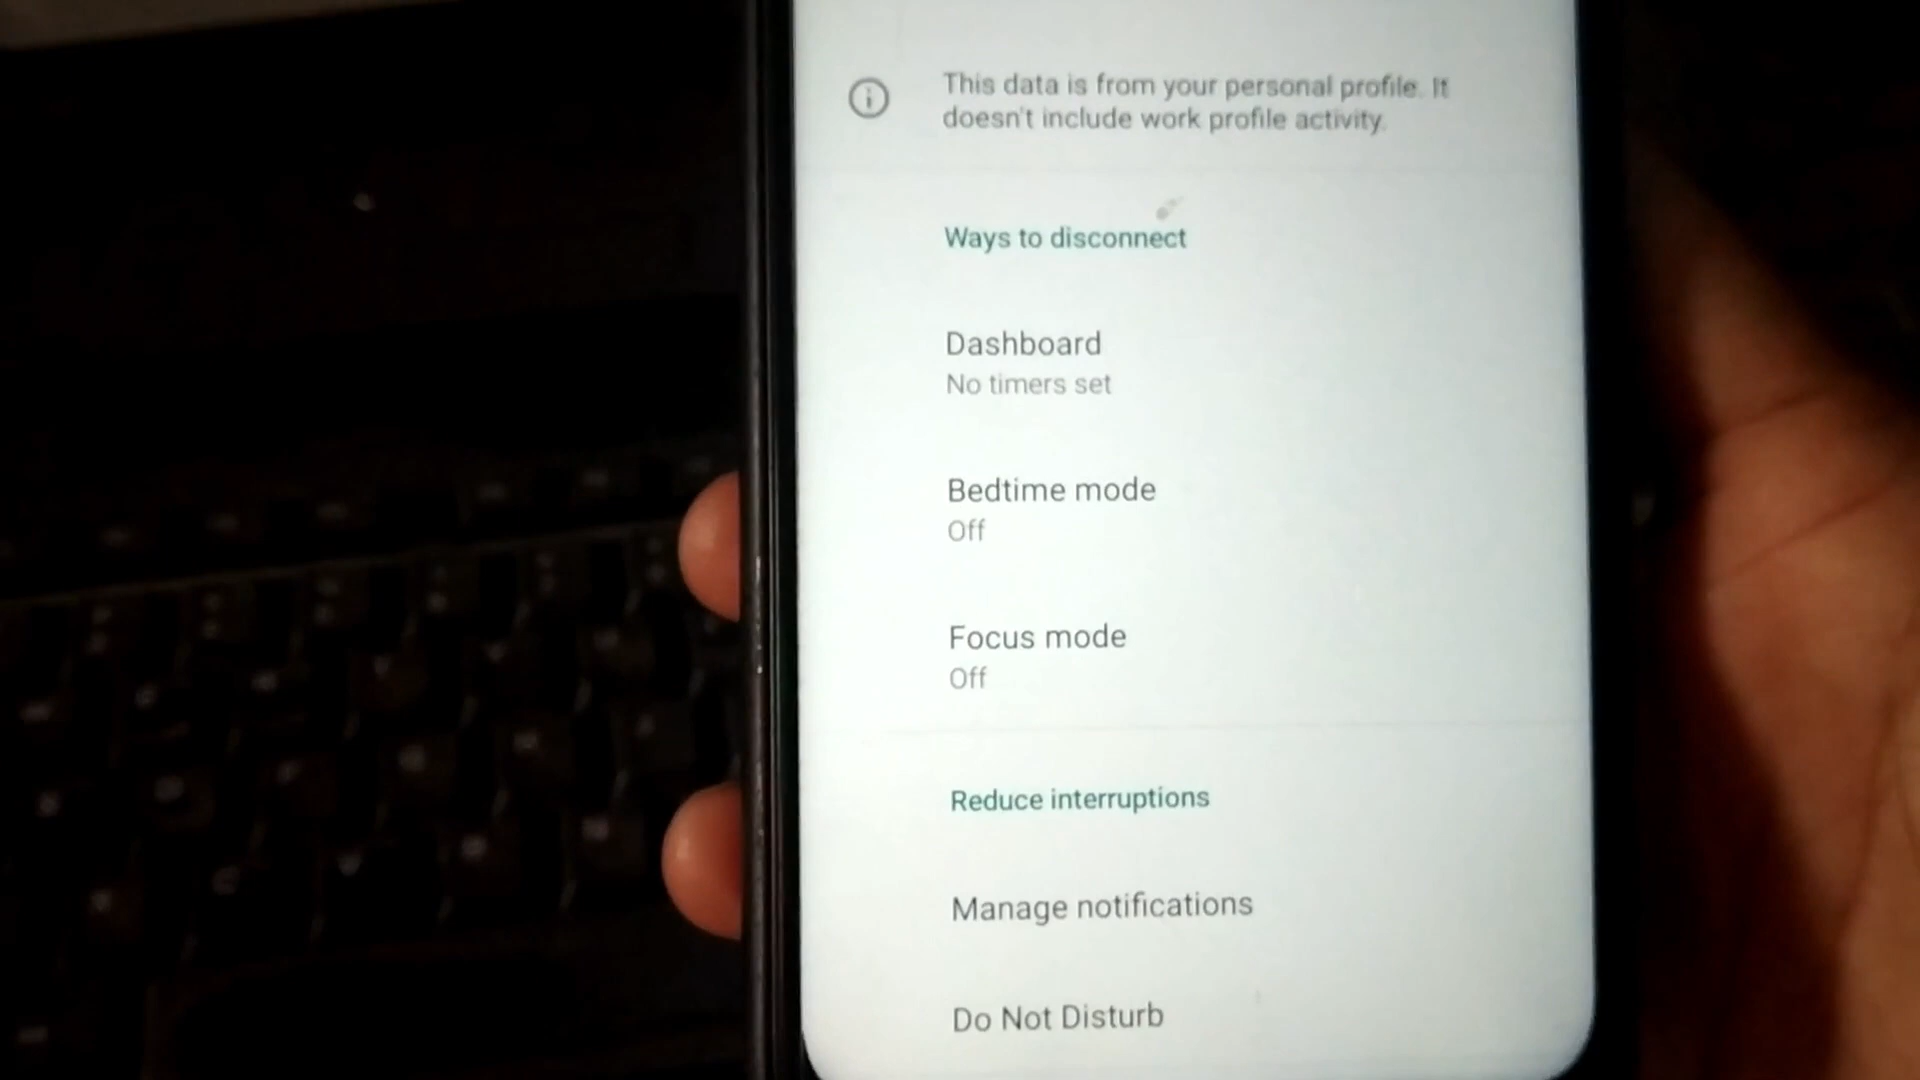 This data is from your personal profile. It
doesn't include work profile activity.
Ways to disconnect
Dashboard
No timers set
Bedtime mode
Off
Focus mode
Off
Reduce interruptions
Manage notifications
Do Not Disturb